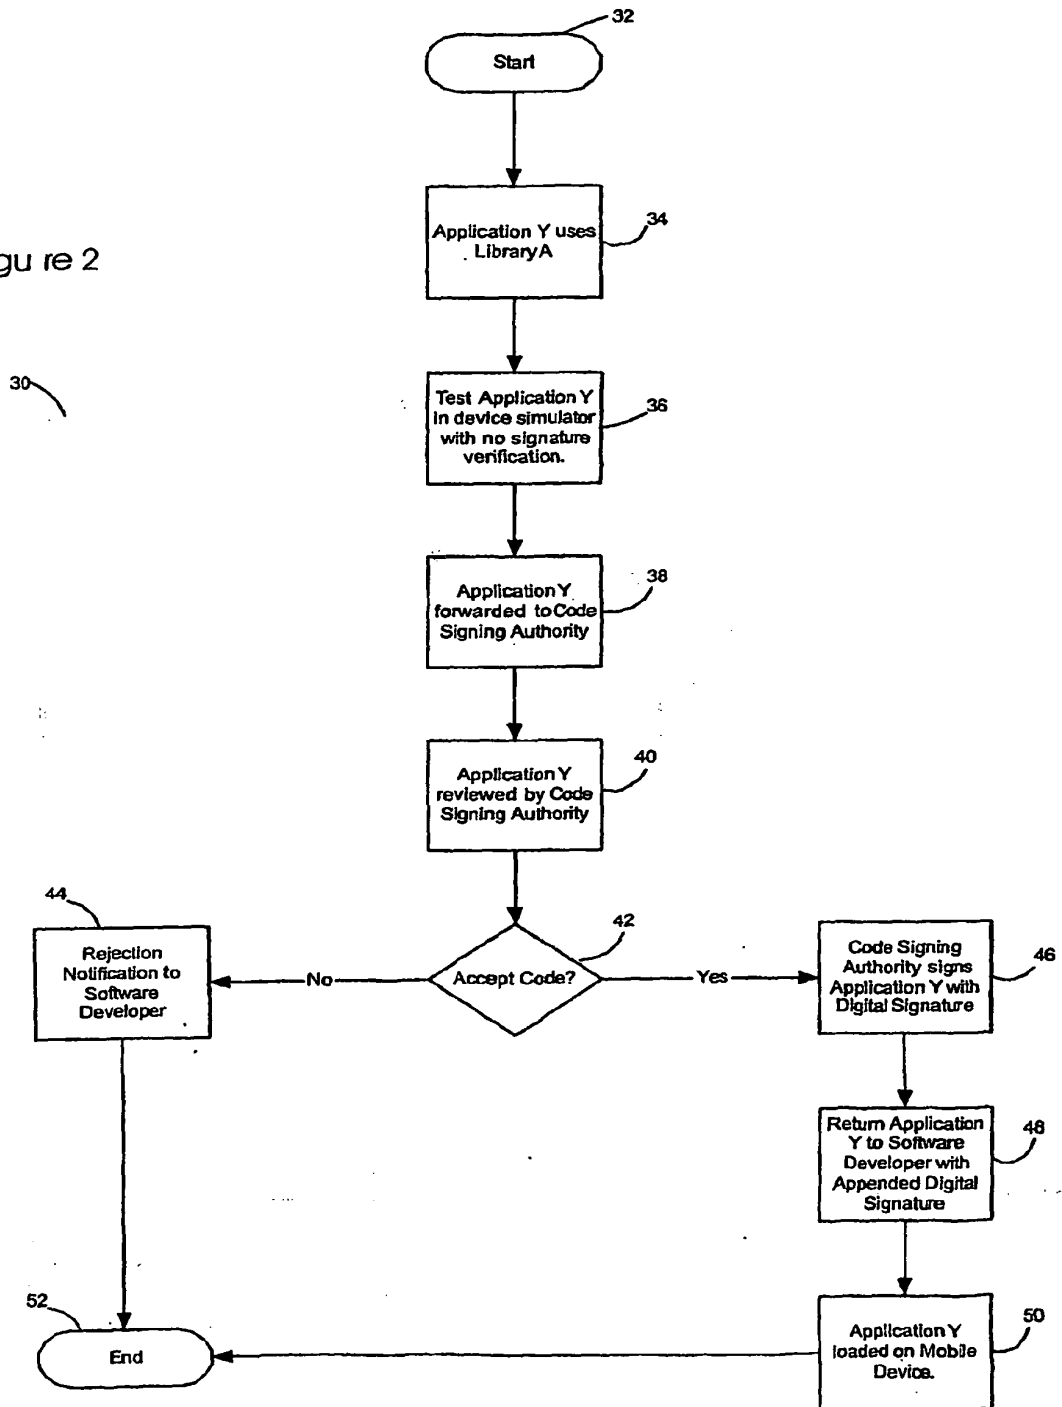 32
Start
Application Y uses
Library A
34
gu re 2
30
Test Application Y
in device simulator
with no signature
verification.
36
Application Y
forwarded to Code
Signing Authority
38
Application Y
reviewed by Code
Signing Authority
40
44
Rejection
Notification to
Software
Developer
No
Accept Code?
42
Yes
Code Signing
Authority signs
Application Y with
Digital Signature
46
Return Application
Y to Software
Developer with
Appended Digital
Signature
48
52
End
Application Y
loaded on Mobile
Device.
50